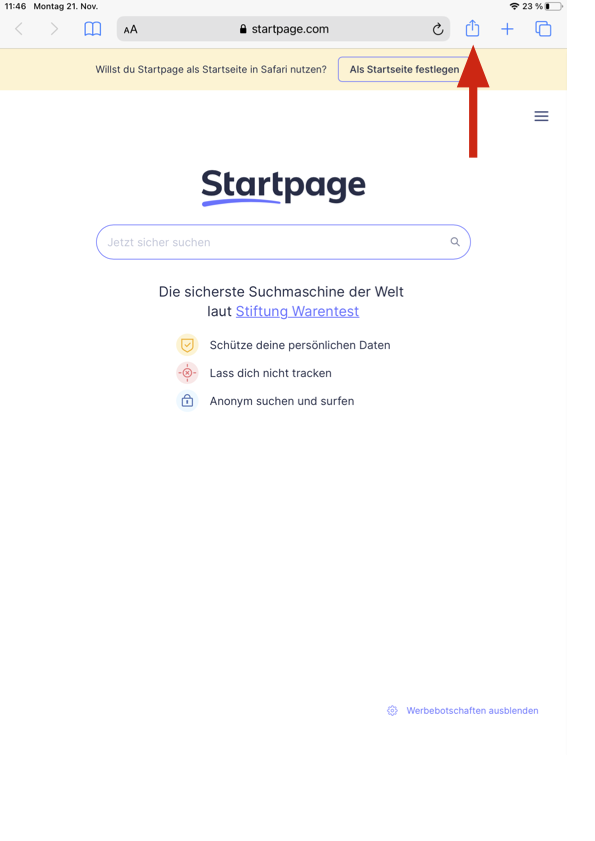 11:46 Montag 21. Nov. 23 %
AA startpage.com
Willst du Startpage als Startseite in Safari nutzen? Als Startseite festlegen
Startpage
Jetzt sicher suchen
Die sicherste Suchmaschine der Welt
laut Stiftung Warentest
Schütze deine persönlichen Daten
Lass dich nicht tracken
Anonym suchen und surfen
Werbebotschaften ausblenden